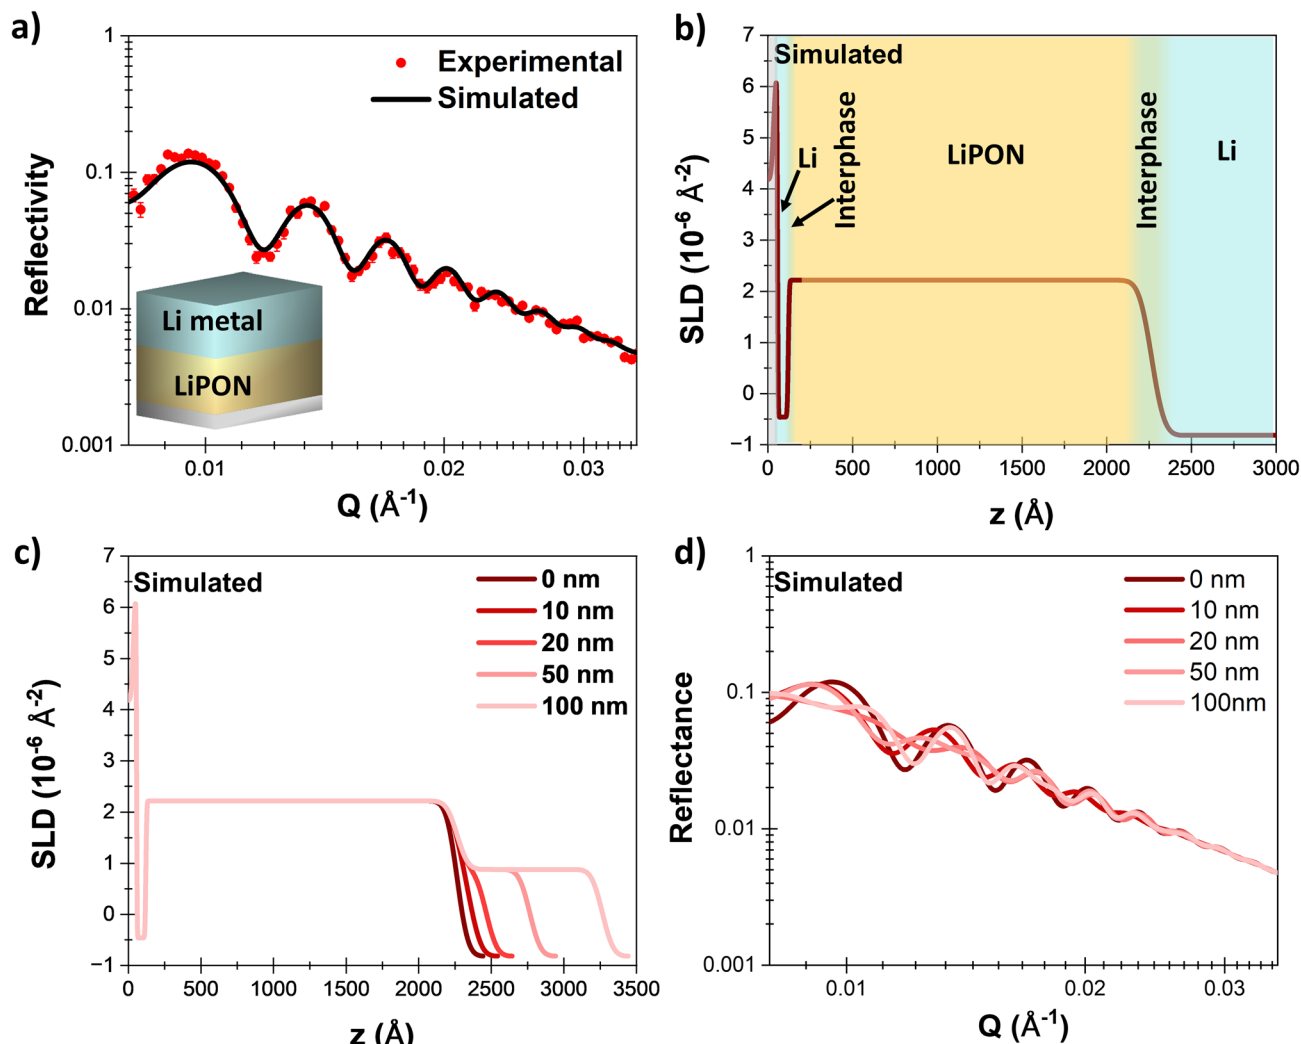 a)
1
0.1
0.01
0.001
Reflectivity
Experimental
Simulated
Li metal
LiPON
0.01
0.02
0.03
Q (Å-1)
b)
7
6
5
4
3
2
1
0
−1
SLD (10-6 Å-2)
Simulated
Li
Interphase
LiPON
Interphase
Li
0
500
1000
1500
2000
2500
3000
z (Å)
c)
7
6
5
4
3
2
1
0
−1
SLD (10-6 Å-2)
Simulated
0 nm
10 nm
20 nm
50 nm
100 nm
0
500
1000
1500
2000
2500
3000
3500
z (Å)
d)
1
0.1
0.01
0.001
Reflectance
Simulated
0 nm
10 nm
20 nm
50 nm
100nm
0.01
0.02
0.03
Q (Å-1)